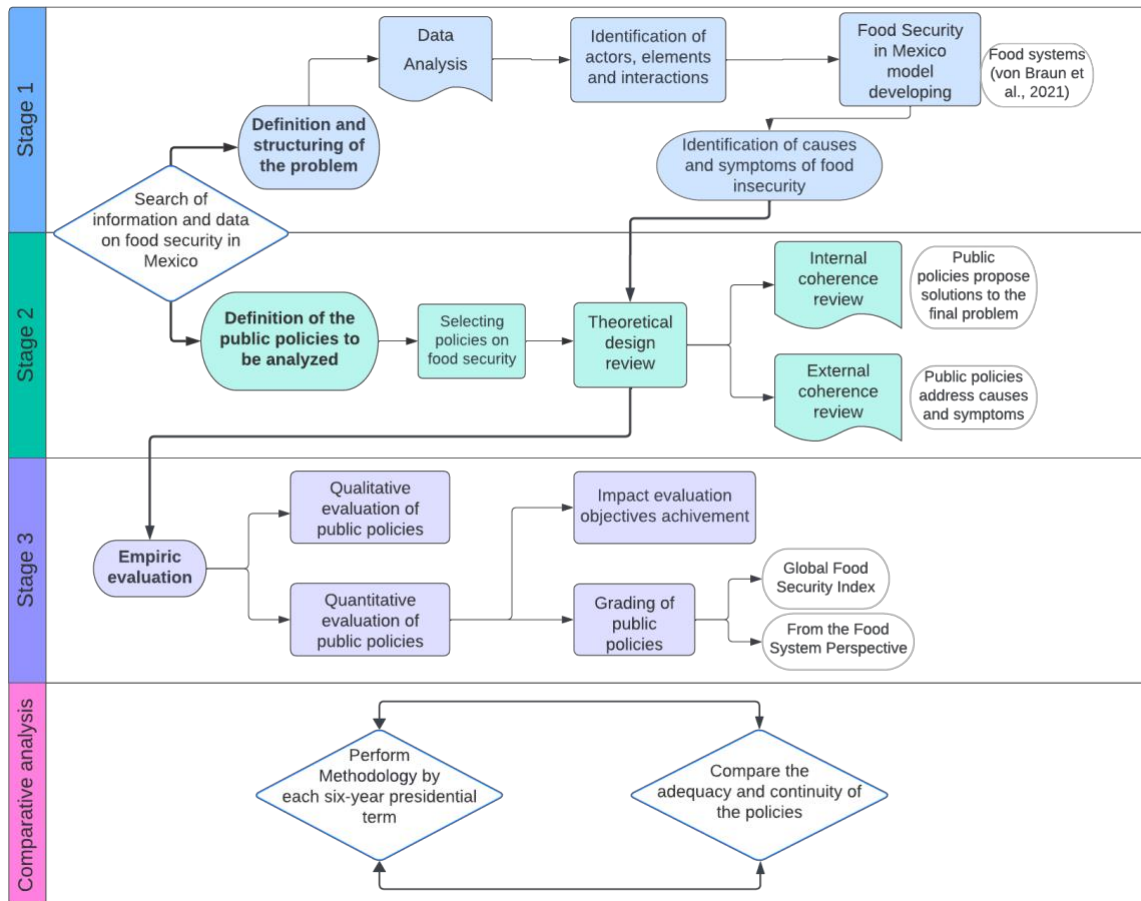 Stage 1
Data
Analysis
Identification of
actors, elements
and interactions
Food Security
in Mexico
model
developing
Food systems
(von Braun et
al., 2021)
Definition and
structuring of
the problem
Identification of causes
and symptoms of food
insecurity
Search of
information and data
on food security in
Mexico
Stage 2
Definition of the
public policies to
be analyzed
Selecting
policies on
food security
Theoretical
design
review
Internal
coherence
review
Public
policies propose
solutions to the
final problem
External
coherence
review
Public policies
address causes
and symptoms
Stage 3
Empiric
evaluation
Qualitative
evaluation of
public policies
Quantitative
evaluation of
public policies
Impact evaluation
objectives achivement
Grading of
public
policies
Global Food
Security Index
From the Food
System Perspective
Comparative analysis
Perform
Methodology by
each six-year presidential
term
Compare the
adequacy and continuity of
the policies